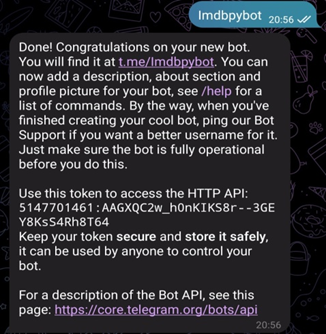 Imdbpybot
20:56
Done! Congratulations on your new bot.
You will find it at t.me/Imdbpybot. You can
now add a description, about section and
profile picture for your bot, see /help for a
list of commands. By the way, when you've
finished creating your cool bot, ping our Bot
Support if you want a better username for it.
Just make sure the bot is fully operational
before you do this.
Use this token to access the HTTP API:
5147701461:AAGXQC2w_hOnKIKS8r--3GE
Y8KsS4Rh8T64
Keep your token secure and store it safely,
it can be used by anyone to control your
bot.
For a description of the Bot API, see this
page: https://core.telegram.org/bots/api
20:56